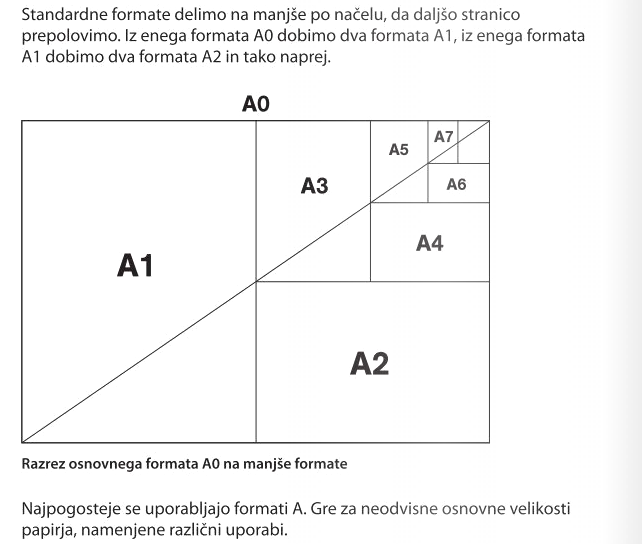 Standardne formate delimo na manjše po načelu, da daljšo stranico
prepolovimo. Iz enega formata A0 dobimo dva formata A1, iz enega formata
A1 dobimo dva formata A2 in tako naprej.
A0
A7
A5
A3
A6
A4
A1
A2
Razrez osnovnega formata A0 na manjše formate
Najpogosteje se uporabljajo formati A. Gre za neodvisne osnovne velikosti
papirja, namenjene različni uporabi.